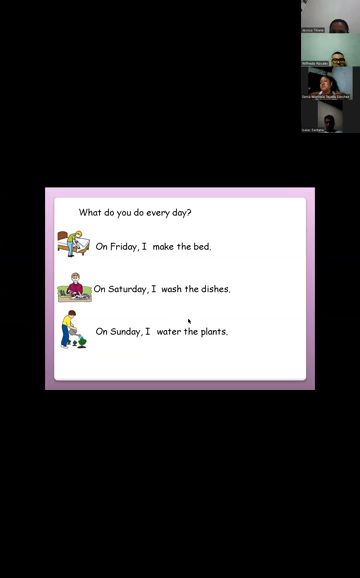 What do you do every day?
On Friday, I make the bed.
On Saturday, I wash the dishes.
On Sunday, I water the plants.